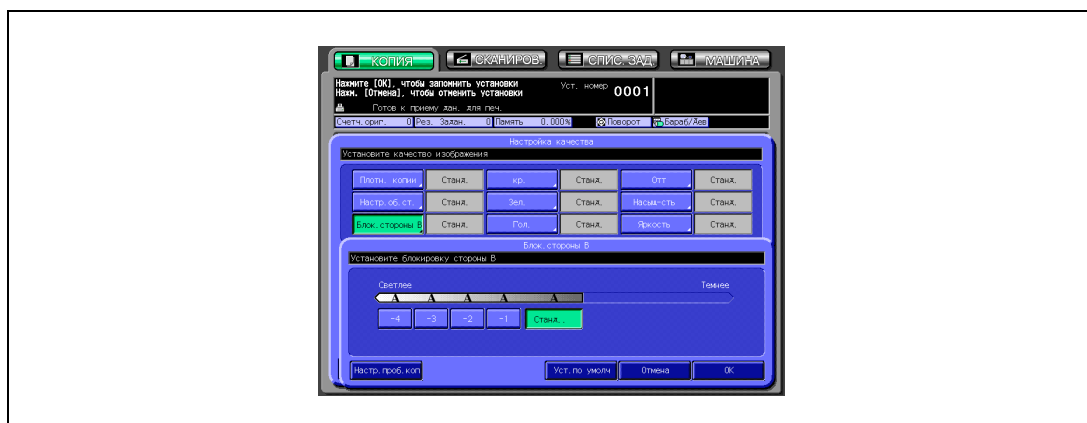 КОПИЯ СКАНИРОВ. СПИС. ЗАД. МАШИНА
Нажмите [OK], чтобы запомнить установки
Нажм. [Отмена], чтобы отменить установки
Уст. номер 0001
Готов к приему дан. для печ.
Счетч. ориг. 0 Рез. Задан. 0 Память 0.000% Поворот Бараб/Лев
Настройка качества
Установите качество изображения
Плотн. копии Станд. кр. Станд. Отт Станд.
Настр. об. ст. Станд. Зел. Станд. Насыщ-сть Станд.
Блок. стороны В Станд. Гол. Станд. Яркость Станд.
Блок. стороны В
Установите блокировку стороны В
Светлее Темнее
A A A A A
-4 -3 -2 -1 Станд..
Настр. проб. коп Уст. по умолч Отмена OK